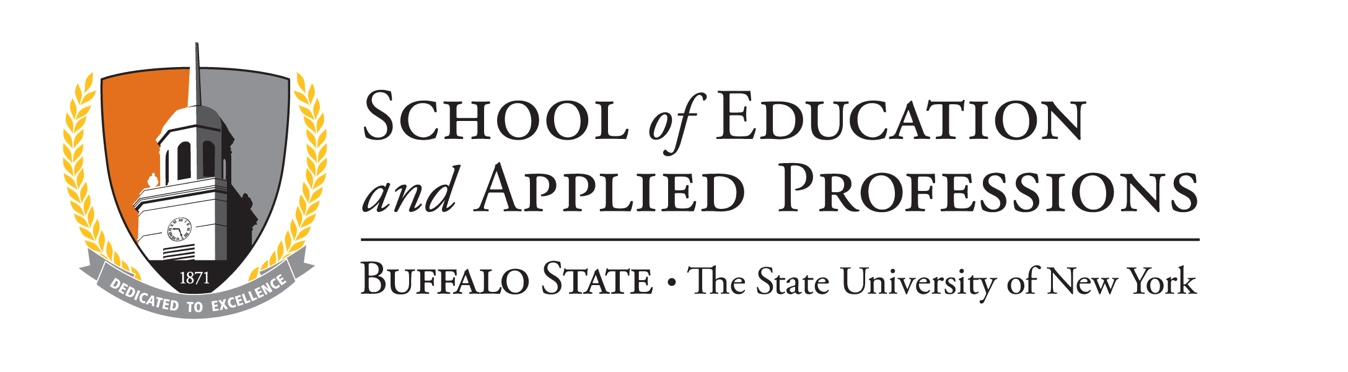 School of Education
and Applied Professions
Buffalo State • The State University of New York
1871
DEDICATED TO EXCELLENCE